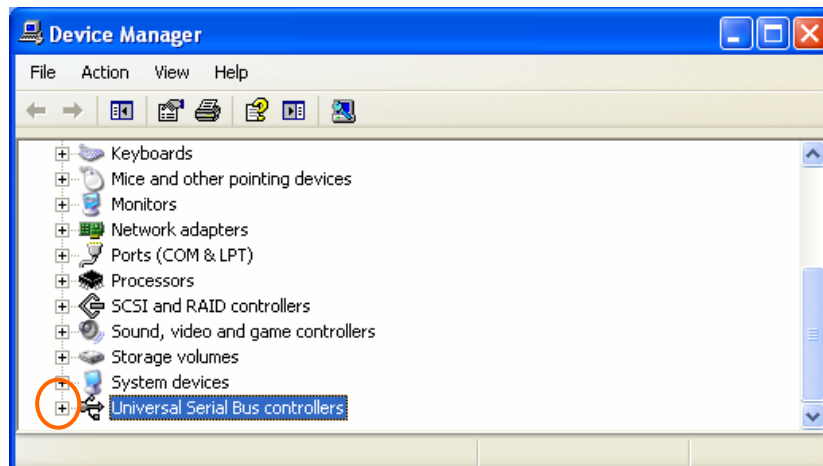 Device Manager
File Action View Help
Keyboards
Mice and other pointing devices
Monitors
Network adapters
Ports (COM & LPT)
Processors
SCSI and RAID controllers
Sound, video and game controllers
Storage volumes
System devices
Universal Serial Bus controllers